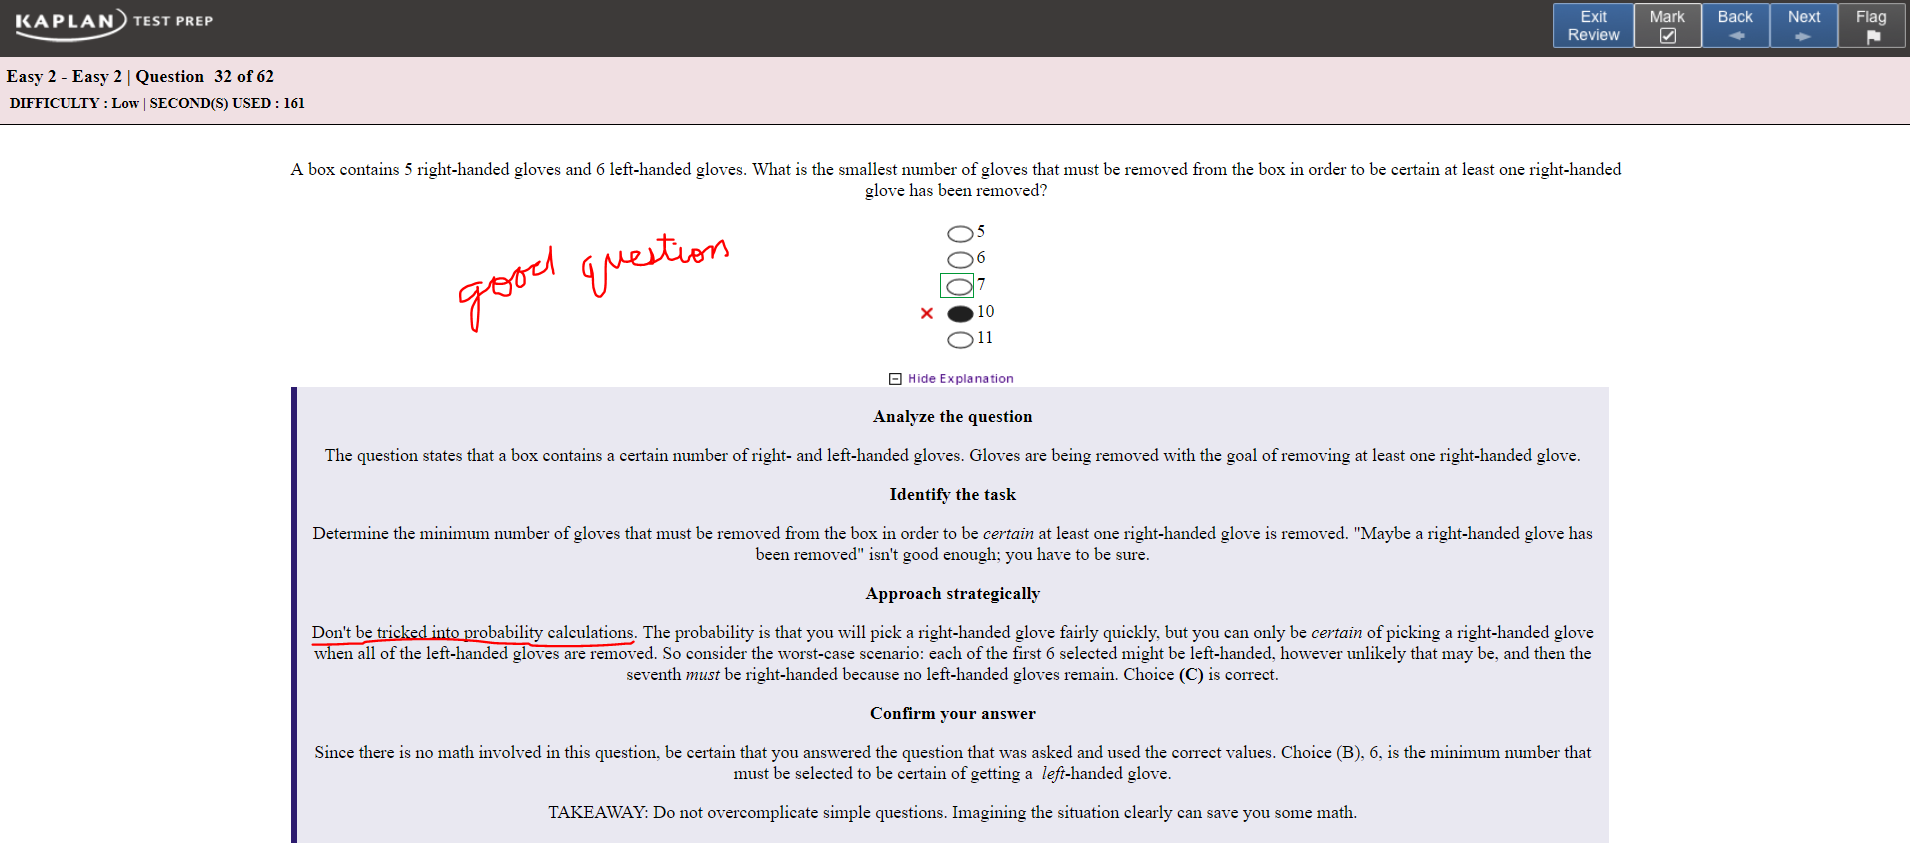 KAPLAN TEST PREP
Exit Review
Mark
Back
Next
Flag
Easy 2 - Easy 2 | Question 32 of 62
DIFFICULTY : Low | SECOND(S) USED : 161
A box contains 5 right-handed gloves and 6 left-handed gloves. What is the smallest number of gloves that must be removed from the box in order to be certain at least one right-handed
glove has been removed?
good question
5
6
7
10
11
Hide Explanation
Analyze the question
The question states that a box contains a certain number of right- and left-handed gloves. Gloves are being removed with the goal of removing at least one right-handed glove.
Identify the task
Determine the minimum number of gloves that must be removed from the box in order to be certain at least one right-handed glove is removed. "Maybe a right-handed glove has
been removed" isn't good enough; you have to be sure.
Approach strategically
Don't be tricked into probability calculations. The probability is that you will pick a right-handed glove fairly quickly, but you can only be certain of picking a right-handed glove
when all of the left-handed gloves are removed. So consider the worst-case scenario: each of the first 6 selected might be left-handed, however unlikely that may be, and then the
seventh must be right-handed because no left-handed gloves remain. Choice (C) is correct.
Confirm your answer
Since there is no math involved in this question, be certain that you answered the question that was asked and used the correct values. Choice (B), 6, is the minimum number that
must be selected to be certain of getting a left-handed glove.
TAKEAWAY: Do not overcomplicate simple questions. Imagining the situation clearly can save you some math.